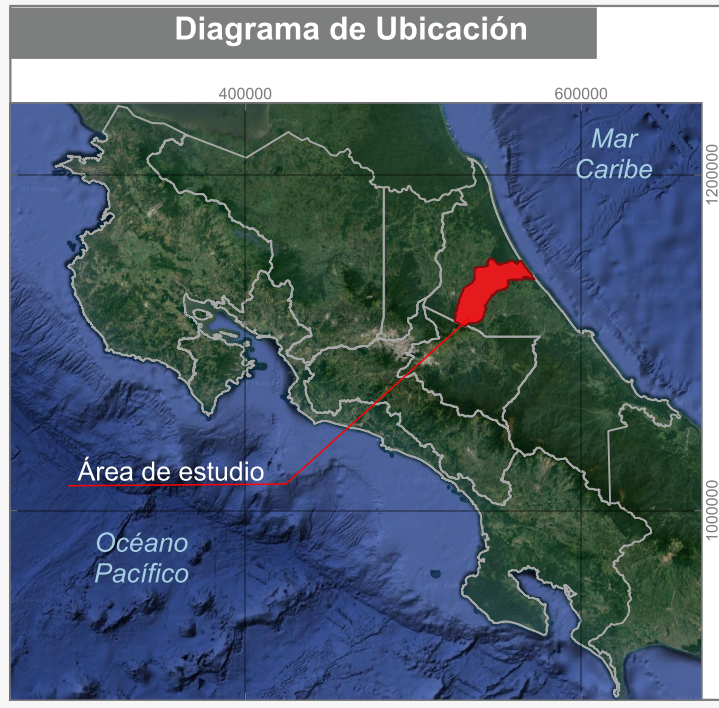 Diagrama de Ubicación
400000
600000
Mar
Caribe
1200000
Área de estudio
1000000
Océano
Pacífico